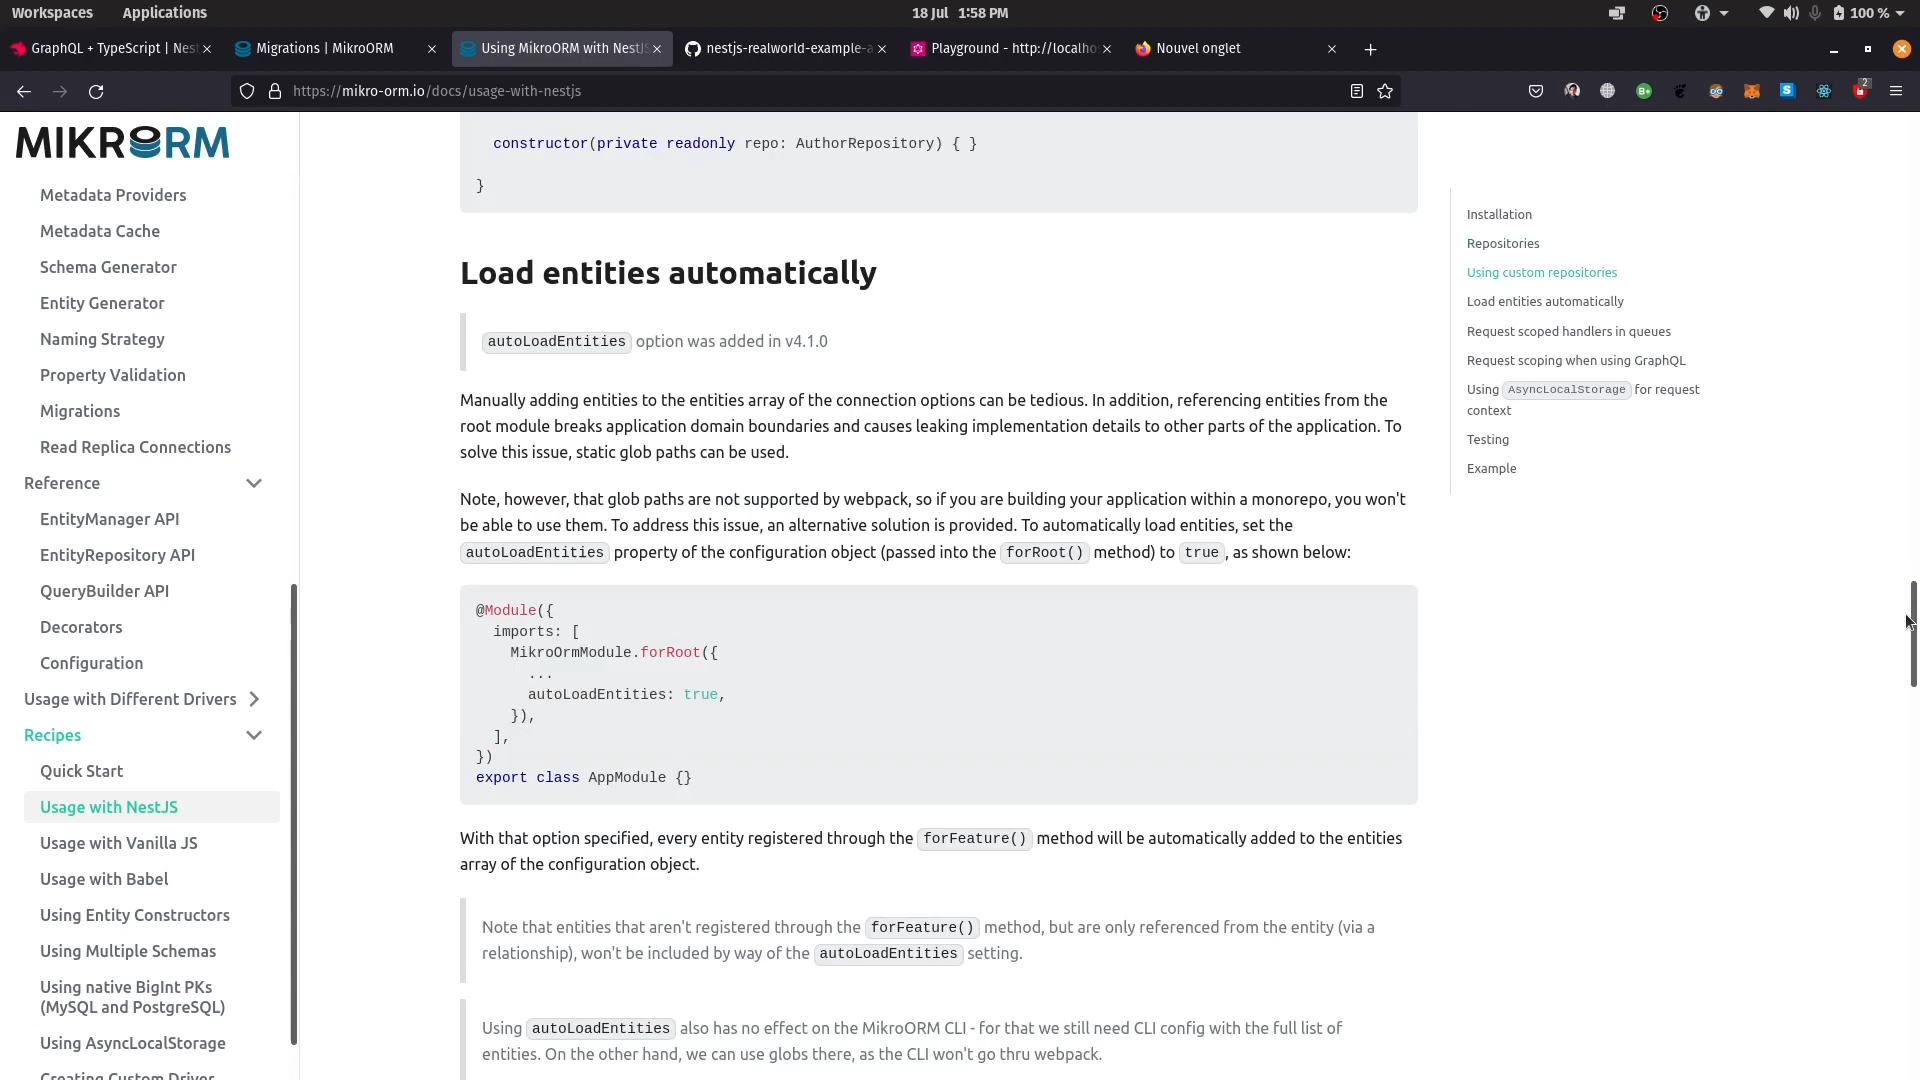 Workspaces Applications 18 Jul 1:58 PM 100 %
GraphQL + TypeScript | Nes
Migrations | MikroORM
Using MikroORM with NestJS
nestjs-realworld-example-a
Playground - http://localhos
Nouvel onglet
https://mikro-orm.io/docs/usage-with-nestjs
2
MIKRORM
Metadata Providers
Metadata Cache
Schema Generator
Entity Generator
Naming Strategy
Property Validation
Migrations
Read Replica Connections
Reference
EntityManager API
EntityRepository API
QueryBuilder API
Decorators
Configuration
Usage with Different Drivers
Recipes
Quick Start
Usage with NestJS
Usage with Vanilla JS
Usage with Babel
Using Entity Constructors
Using Multiple Schemas
Using native BigInt PKs
(MySQL and PostgreSQL)
Using AsyncLocalStorage
Creating Custom Driver
constructor(private readonly repo: AuthorRepository) { }
}
Load entities automatically
autoLoadEntities option was added in v4.1.0
Manually adding entities to the entities array of the connection options can be tedious. In addition, referencing entities from the
root module breaks application domain boundaries and causes leaking implementation details to other parts of the application. To
solve this issue, static glob paths can be used.
Note, however, that glob paths are not supported by webpack, so if you are building your application within a monorepo, you won't
be able to use them. To address this issue, an alternative solution is provided. To automatically load entities, set the
autoLoadEntities property of the configuration object (passed into the forRoot() method) to true, as shown below:
@Module({
imports: [
MikroOrmModule.forRoot({
...
autoLoadEntities: true,
}),
],
})
export class AppModule {}
With that option specified, every entity registered through the forFeature() method will be automatically added to the entities
array of the configuration object.
Note that entities that aren't registered through the forFeature() method, but are only referenced from the entity (via a
relationship), won't be included by way of the autoLoadEntities setting.
Using autoLoadEntities also has no effect on the MikroORM CLI - for that we still need CLI config with the full list of
entities. On the other hand, we can use globs there, as the CLI won't go thru webpack.
Installation
Repositories
Using custom repositories
Load entities automatically
Request scoped handlers in queues
Request scoping when using GraphQL
Using AsyncLocalStorage for request
context
Testing
Example